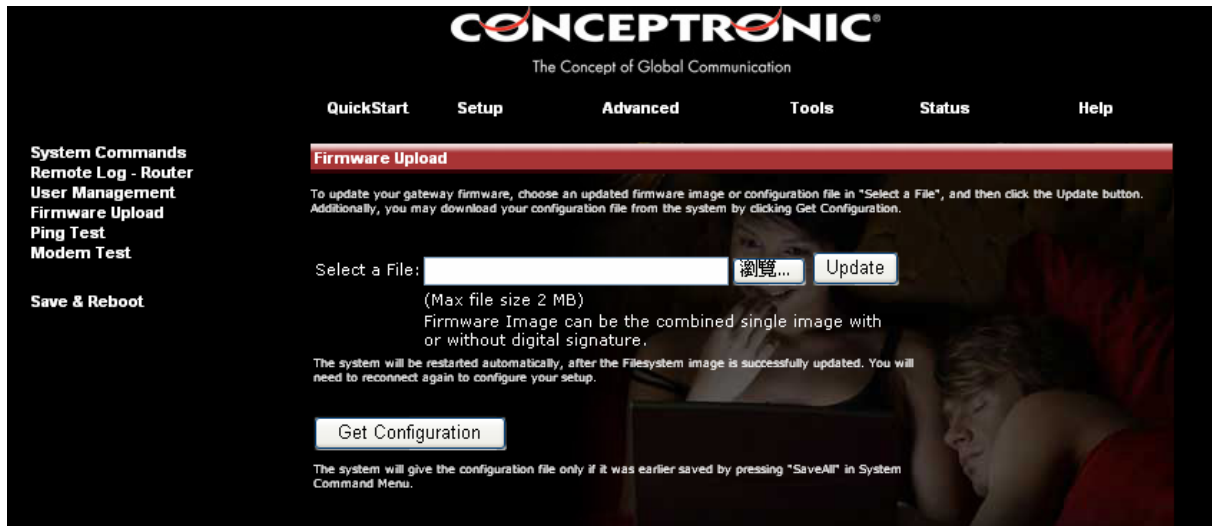 CONCEPTRONIC®
The Concept of Global Communication
QuickStart Setup Advanced Tools Status Help
System Commands
Remote Log - Router
User Management
Firmware Upload
Ping Test
Modem Test
Save & Reboot
Firmware Upload
To update your gateway firmware, choose an updated firmware image or configuration file in "Select a File", and then click the Update button.
Additionally, you may download your configuration file from the system by clicking Get Configuration.
Select a File: 瀏覽... Update
(Max file size 2 MB)
Firmware Image can be the combined single image with
or without digital signature.
The system will be restarted automatically, after the Filesystem image is successfully updated. You will
need to reconnect again to configure your setup.
Get Configuration
The system will give the configuration file only if it was earlier saved by pressing "SaveAll" in System
Command Menu.